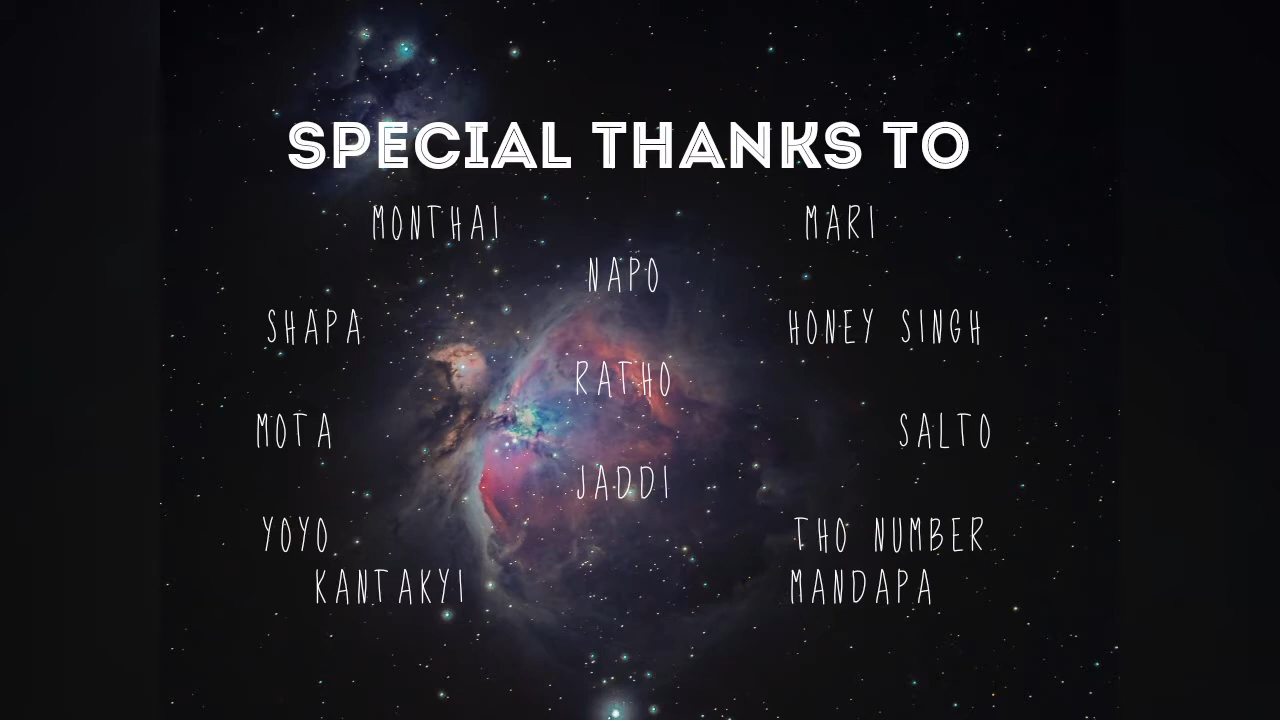 SPECIAL THANKS TO
MONTHAI MARI
NAPO
SHAPA HONEY SINGH
RATHO
MOTA SALTO
JADDI
YOYO THO NUMBER
KANTAKYI MANDAPA